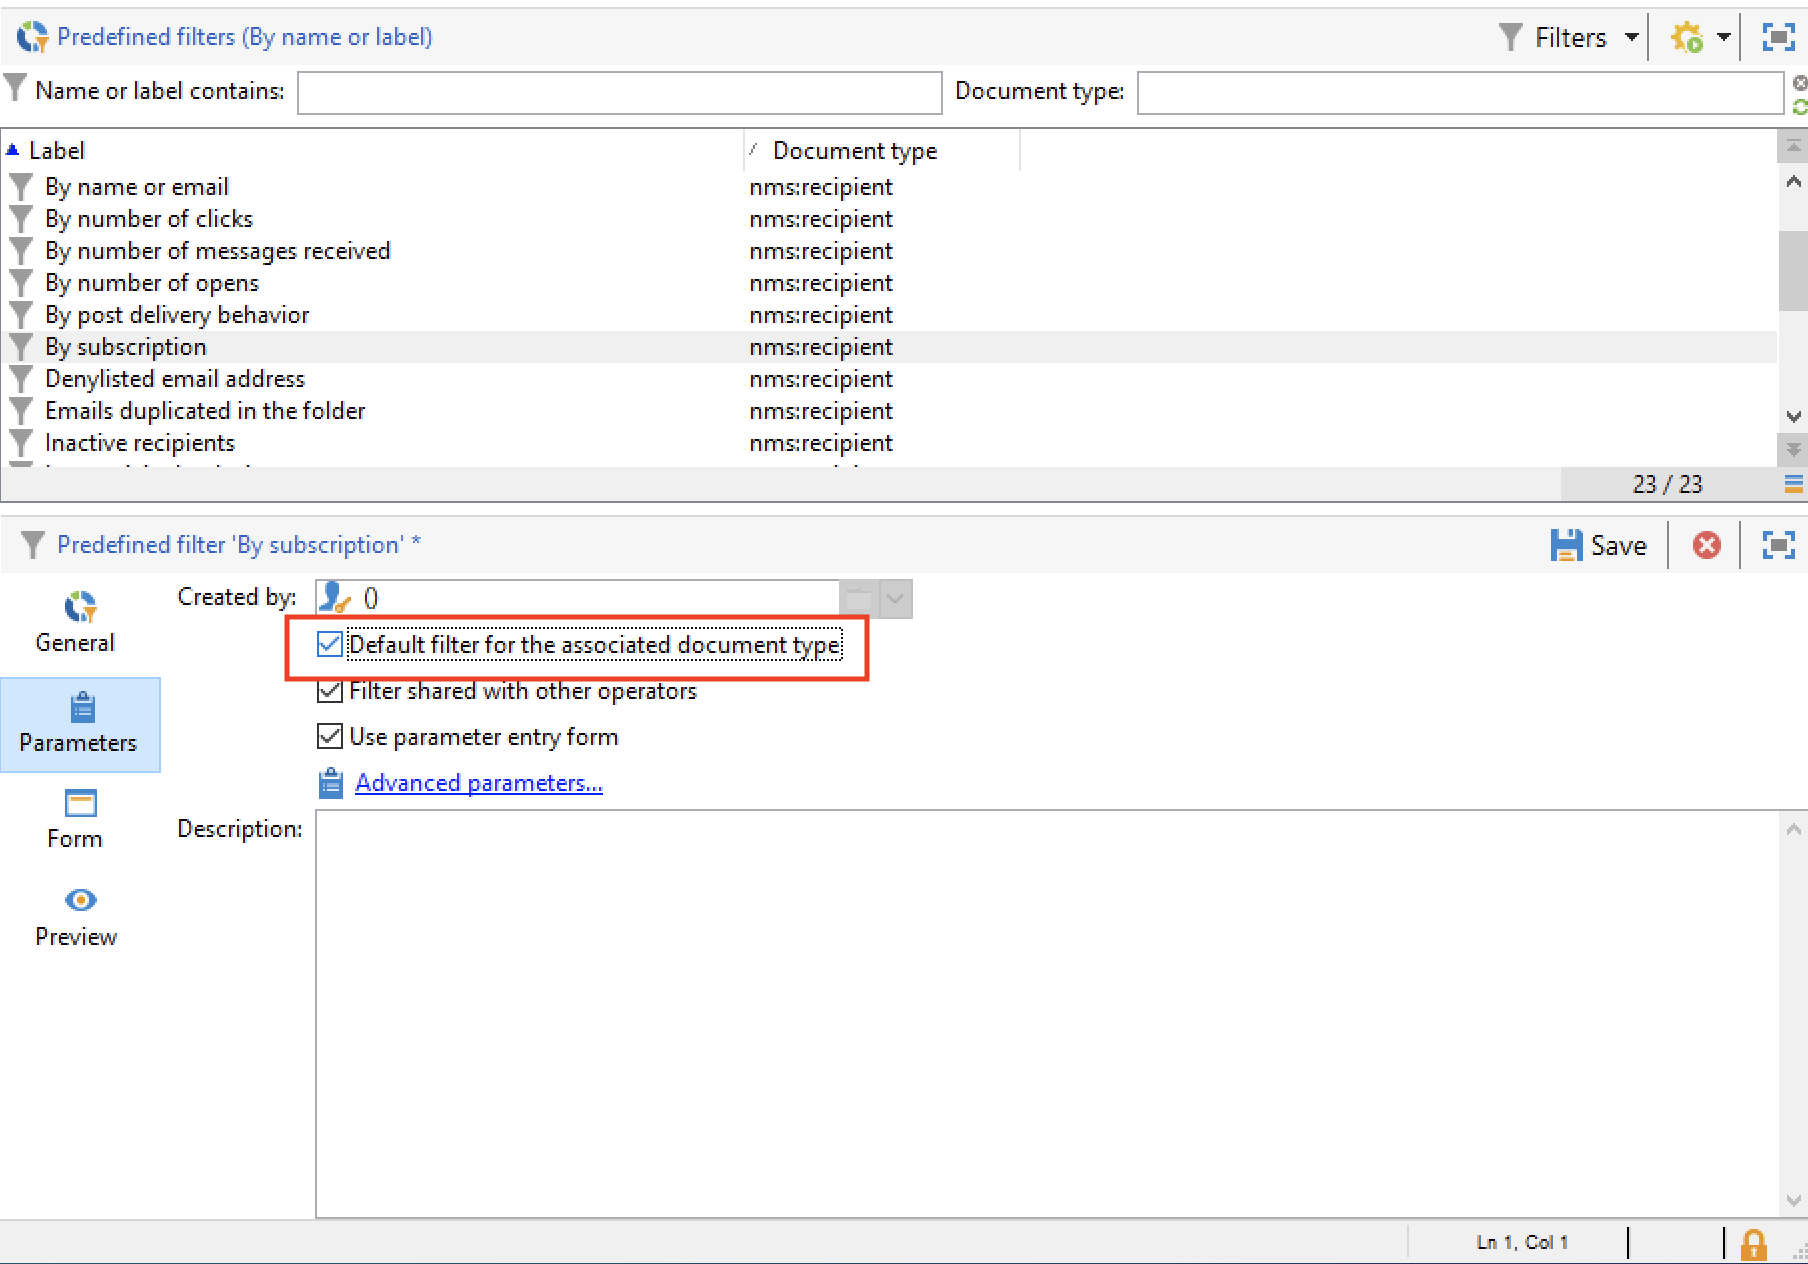 Predefined filters (By name or label)
Filters
Name or label contains:
Document type:
Label
Document type
By name or email nms:recipient
By number of clicks nms:recipient
By number of messages received nms:recipient
By number of opens nms:recipient
By post delivery behavior nms:recipient
By subscription nms:recipient
Denylisted email address nms:recipient
Emails duplicated in the folder nms:recipient
Inactive recipients nms:recipient
23 / 23
Predefined filter 'By subscription' *
Save
General
Created by: ()
Default filter for the associated document type
Filter shared with other operators
Parameters
Use parameter entry form
Advanced parameters...
Form
Description:
Preview
Ln 1, Col 1